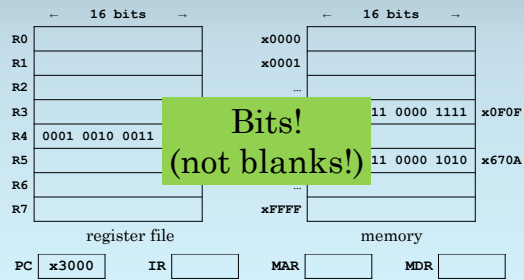 ← 16 bits → ← 16 bits →
R0 x0000
R1 x0001
R2 …
R3 11 0000 1111 x0F0F
R4 0001 0010 0011
R5 11 0000 1010 x670A
R6 …
R7 xFFFF
Bits!
(not blanks!)
register file memory
PC x3000 IR MAR MDR